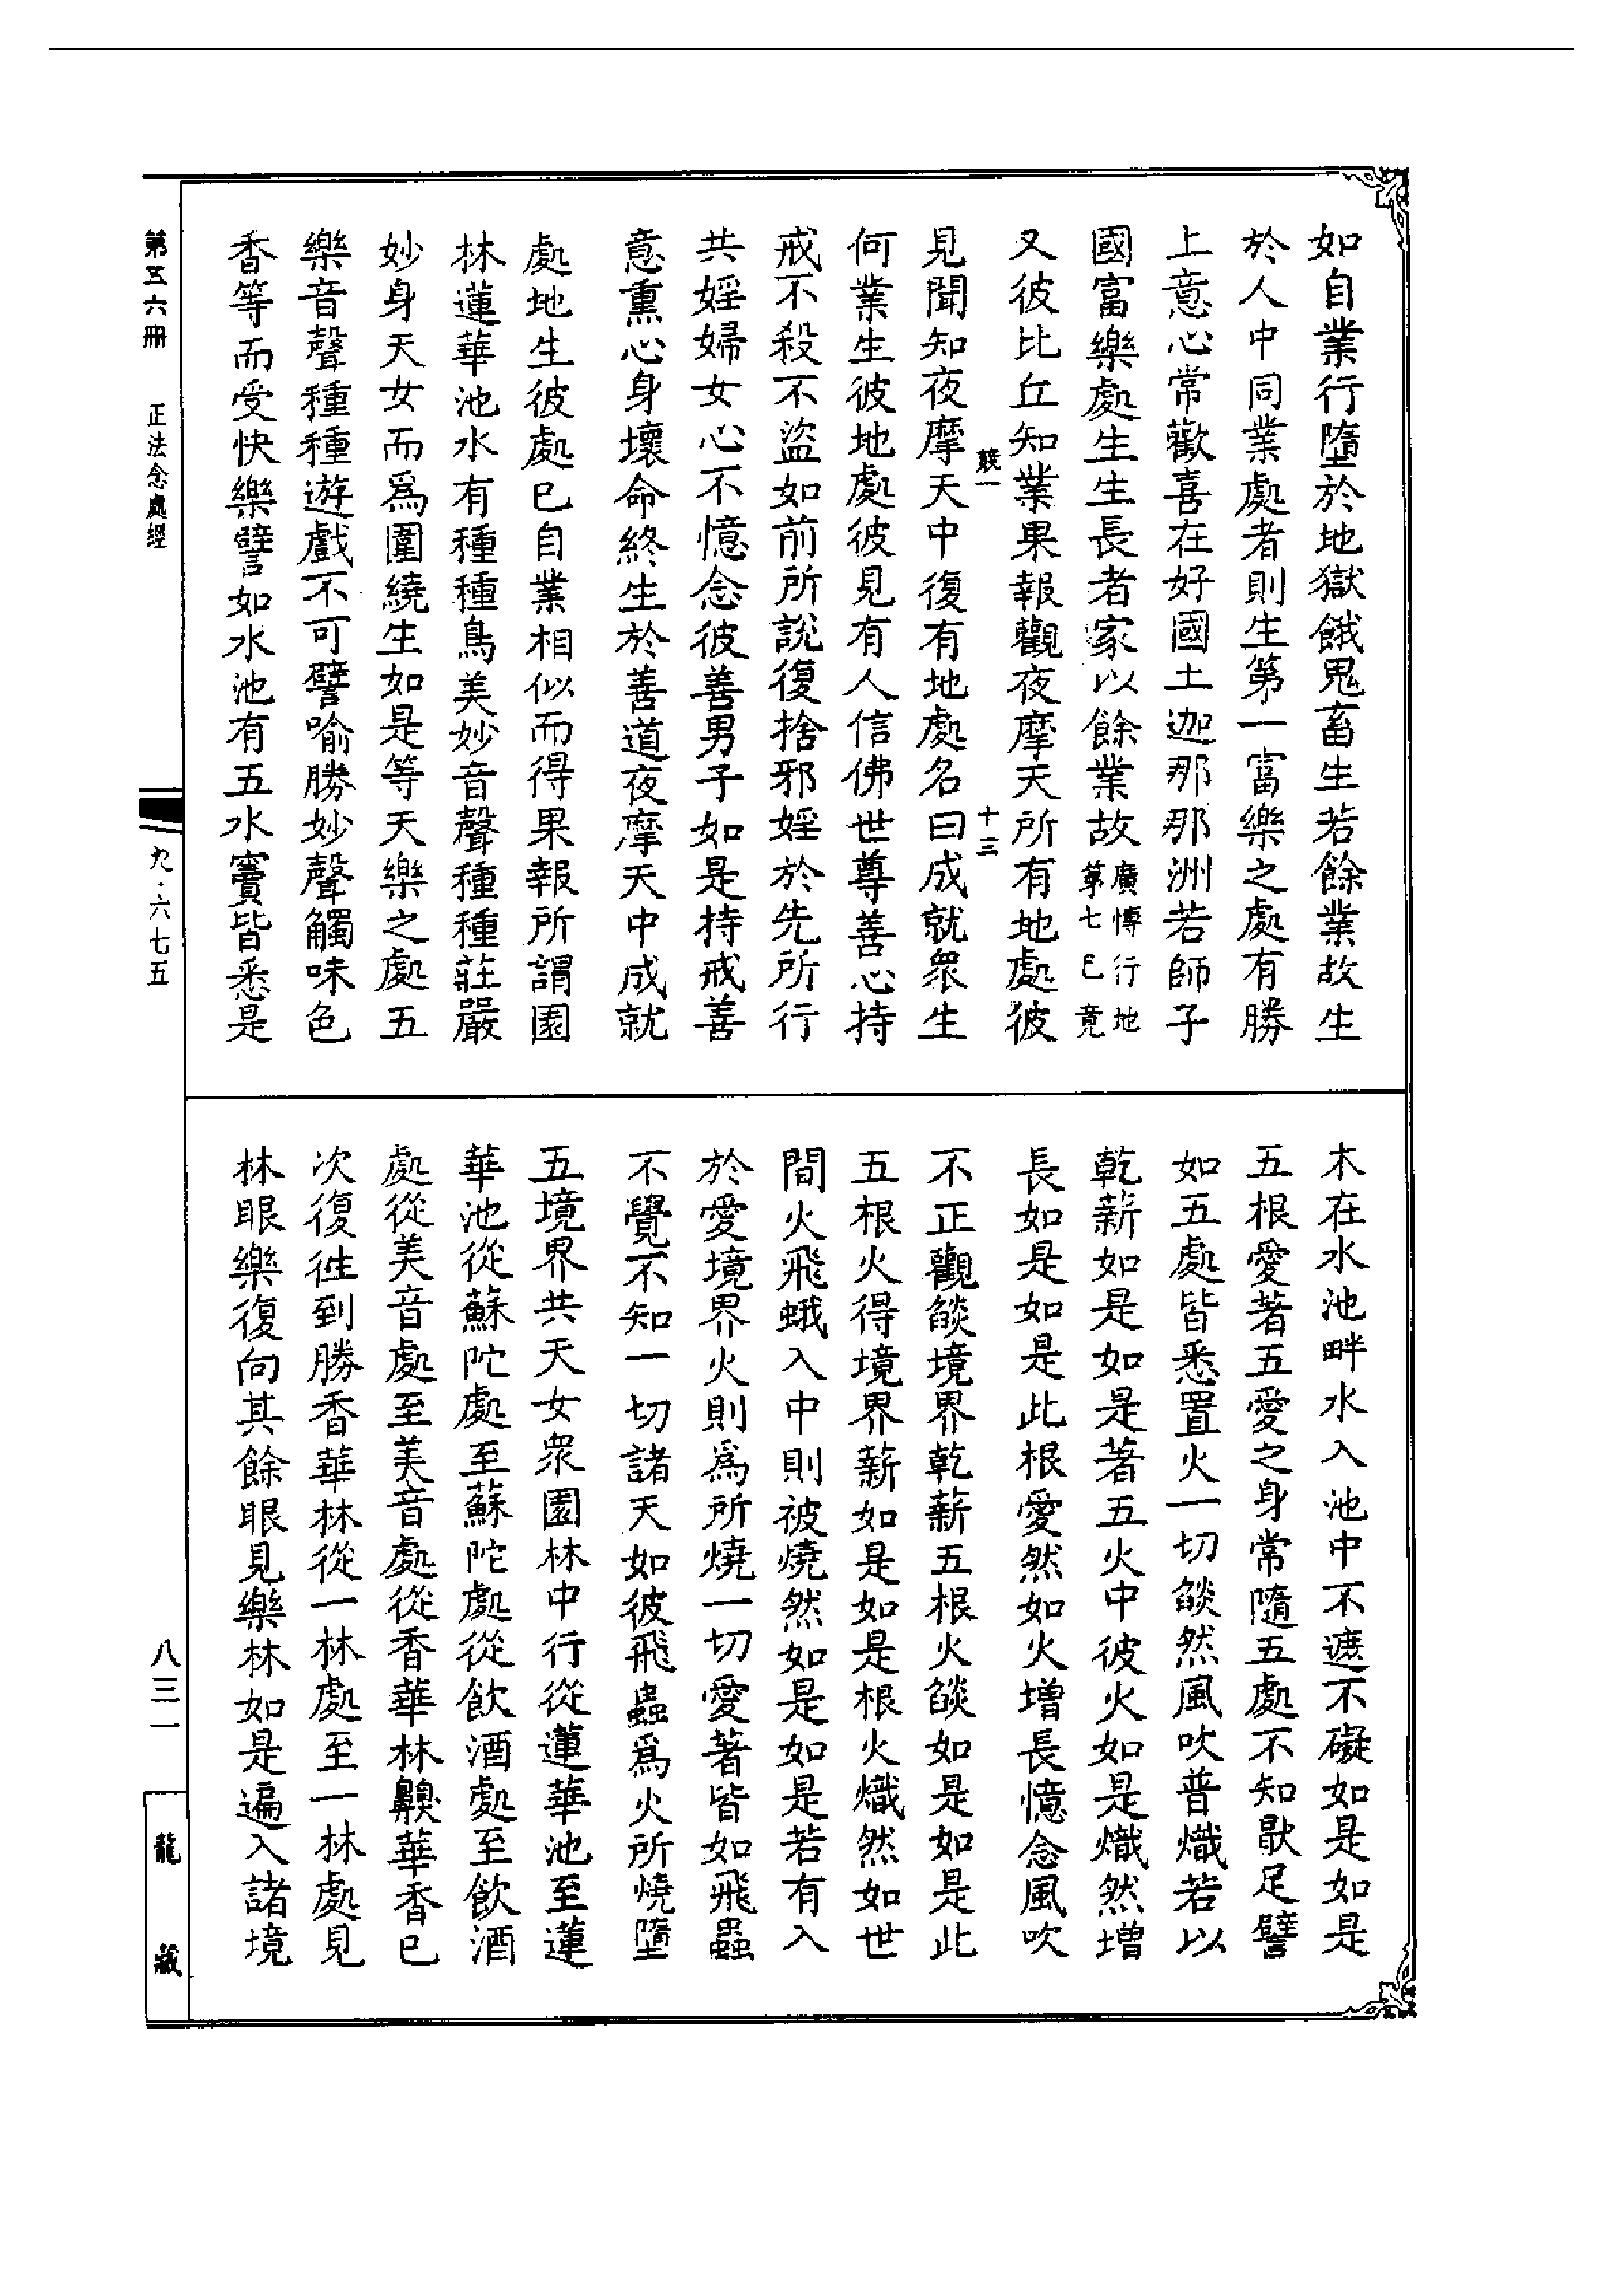 如自業行墮於地獄餓鬼畜生若餘業故生
於人中同業處者則生第一富樂之處有勝
上意心常歡喜在好國土迦那那洲若師子
國富樂處生生長者家以餘業故廣博行地第七已竟
又彼比丘知業果報觀夜摩天所有地處彼
競一 十三
見聞知夜摩天中復有地處名曰成就眾生
何業生彼地處彼見有人信佛世尊善心持
戒不殺不盜如前所說復捨邪婬於先所行
共婬婦女心不憶念彼善男子如是持戒善
意熏心身壞命終生於善道夜摩天中成就
處地生彼處已自業相似而得果報所謂園
林蓮華池水有種種鳥美妙音聲種種莊嚴
妙身天女而為圍繞生如是等天樂之處五
樂音聲種種遊戲不可譬喻勝妙聲觸味色
香等而受快樂譬如水池有五水竇皆悉是
木在水池畔水入池中不遮不礙如是如是
五根愛著五愛之身常隨五處不知歇足譬
如五處皆悉置火一切燄然風吹普熾若以
乾薪如是如是著五火中彼火如是熾然增
長如是如是此根愛然如火增長憶念風吹
不正觀燄境界乾薪五根火燄如是如是此
五根火得境界薪如是如是根火熾然如世
間火飛蛾入中則被燒然如是如是若有入
於愛境界火則為所燒一切愛著皆如飛蟲
不覺不知一切諸天如彼飛蟲為火所燒墮
五境界共天女眾園林中行從蓮華池至蓮
華池從蘇陀處至蘇陀處從飲酒處至飲酒
處從美音處至美音處從香華林齅華香已
次復往到勝香華林從一林處至一林處見
林眼樂復向其餘眼見樂林如是遍入諸境
第五六冊 正法念處經
九·六七五
八三一
龍藏